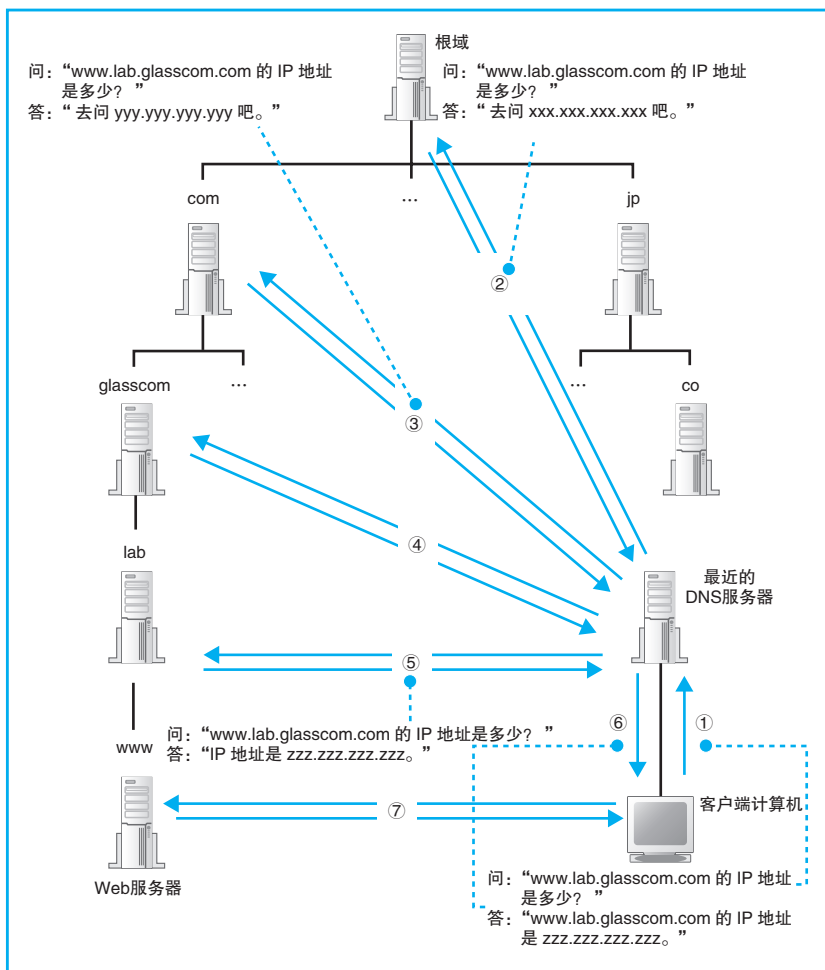 根域
问：“www.lab.glasscom.com 的 IP 地址
是多少？ ”
答：“ 去问 yyy.yyy.yyy.yyy 吧。”
问：“www.lab.glasscom.com 的 IP 地址
是多少？ ”
答：“ 去问 xxx.xxx.xxx.xxx 吧。”
com
...
jp
②
glasscom
...
...
co
③
④
lab
最近的
DNS服务器
⑤
⑥
①
www
问：“www.lab.glasscom.com 的 IP 地址是多少？ ”
答：“IP 地址是 zzz.zzz.zzz.zzz。”
⑦
客户端计算机
Web服务器
问：“www.lab.glasscom.com 的 IP 地址
是多少？ ”
答：“www.lab.glasscom.com 的 IP 地址
是 zzz.zzz.zzz.zzz。”